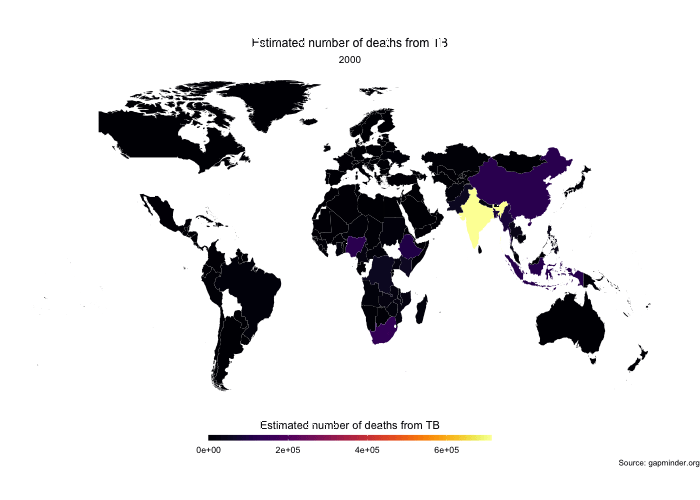 Estimated number of deaths from TB
2000
Estimated number of deaths from TB
0e+00 2e+05 4e+05 6e+05
Source: gapminder.org